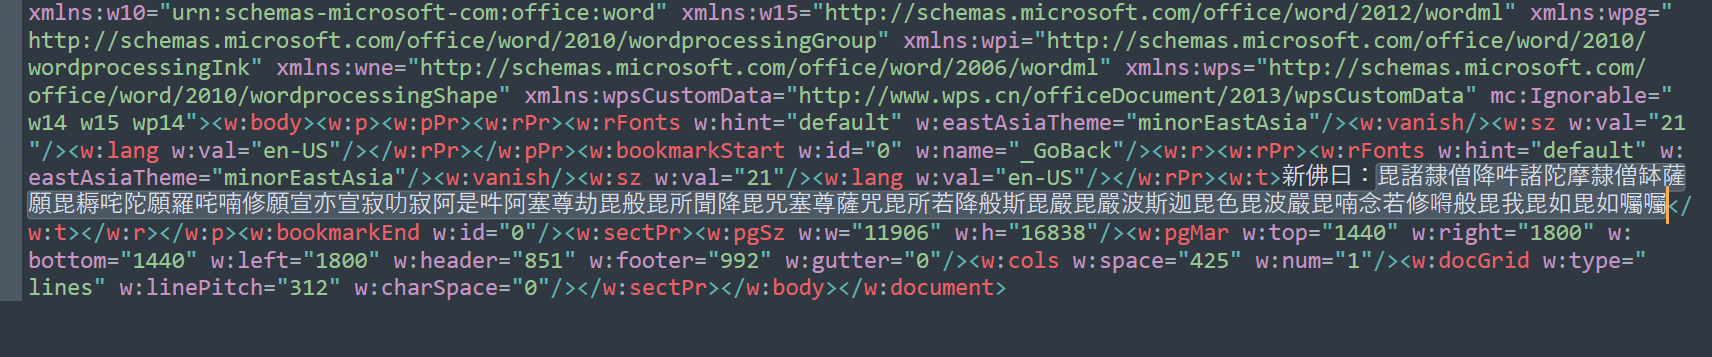 xmlns:w10="urn:schemas-microsoft-com:office:word" xmlns:w15="http://schemas.microsoft.com/office/word/2012/wordml" xmlns:wpg="
http://schemas.microsoft.com/office/word/2010/wordprocessingGroup" xmlns:wpi="http://schemas.microsoft.com/office/word/2010/
wordprocessingInk" xmlns:wne="http://schemas.microsoft.com/office/word/2006/wordml" xmlns:wps="http://schemas.microsoft.com/
office/word/2010/wordprocessingShape" xmlns:wpsCustomData="http://www.wps.cn/officeDocument/2013/wpsCustomData" mc:Ignorable="
w14 w15 wp14"><w:body><w:p><w:pPr><w:rPr><w:rFonts w:hint="default" w:eastAsiaTheme="minorEastAsia"/><w:vanish/><w:sz w:val="21
"/><w:lang w:val="en-US"/></w:rPr></w:pPr><w:bookmarkStart w:id="0" w:name="_GoBack"/><w:r><w:rPr><w:rFonts w:hint="default" w:
eastAsiaTheme="minorEastAsia"/><w:vanish/><w:sz w:val="21"/><w:lang w:val="en-US"/></w:rPr><w:t>新佛曰：毘諸隸僧降吽諸陀摩隸僧缽薩
願毘耨咤陀願羅咤喃修願宣亦宣寂叻寂阿是吽阿塞尊劫毘般毘所聞降毘咒塞尊薩咒毘所若降般斯毘嚴毘嚴波斯迦毘色毘波嚴毘喃念若修嘚般毘我毘如毘如囑囑</
w:t></w:r></w:p><w:bookmarkEnd w:id="0"/><w:sectPr><w:pgSz w:w="11906" w:h="16838"/><w:pgMar w:top="1440" w:right="1800" w:
bottom="1440" w:left="1800" w:header="851" w:footer="992" w:gutter="0"/><w:cols w:space="425" w:num="1"/><w:docGrid w:type="
lines" w:linePitch="312" w:charSpace="0"/></w:sectPr></w:body></w:document>